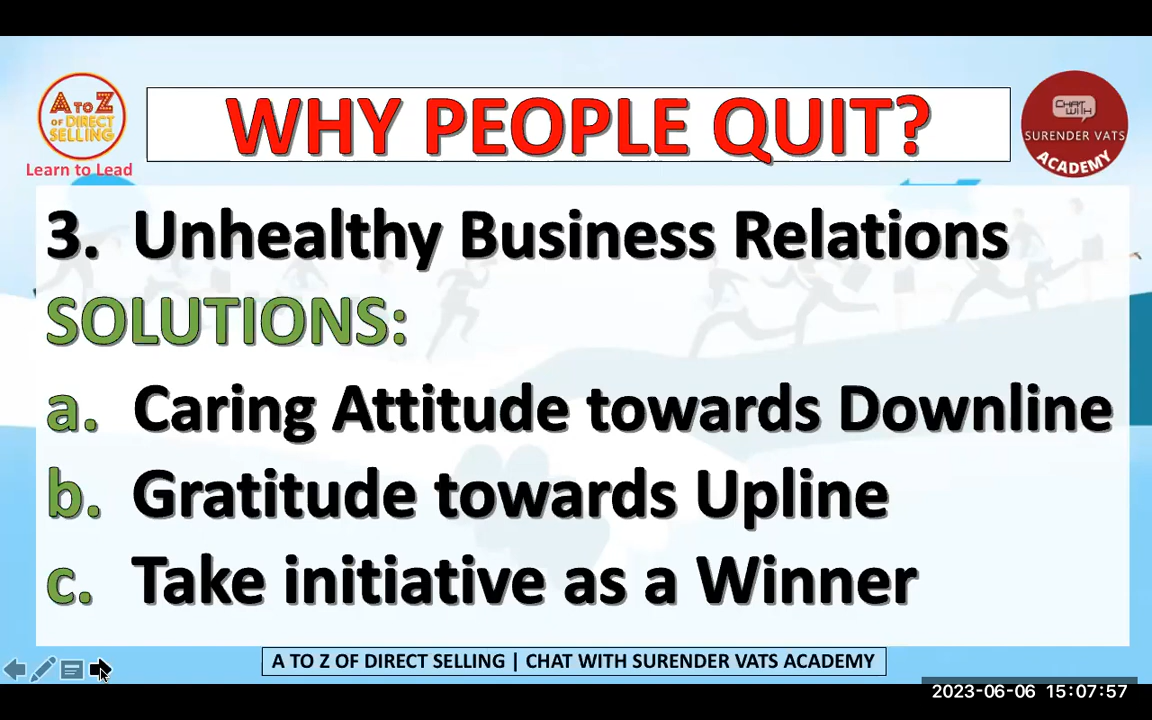 A TO Z
OF DIRECT
SELLING
Learn to Lead
WHY PEOPLE QUIT?
CHAT
WITH
SURENDER VATS
ACADEMY
3. Unhealthy Business Relations
SOLUTIONS:
a. Caring Attitude towards Downline
b. Gratitude towards Upline
c. Take initiative as a Winner
A TO Z OF DIRECT SELLING | CHAT WITH SURENDER VATS ACADEMY
2023-06-06 15:07:57